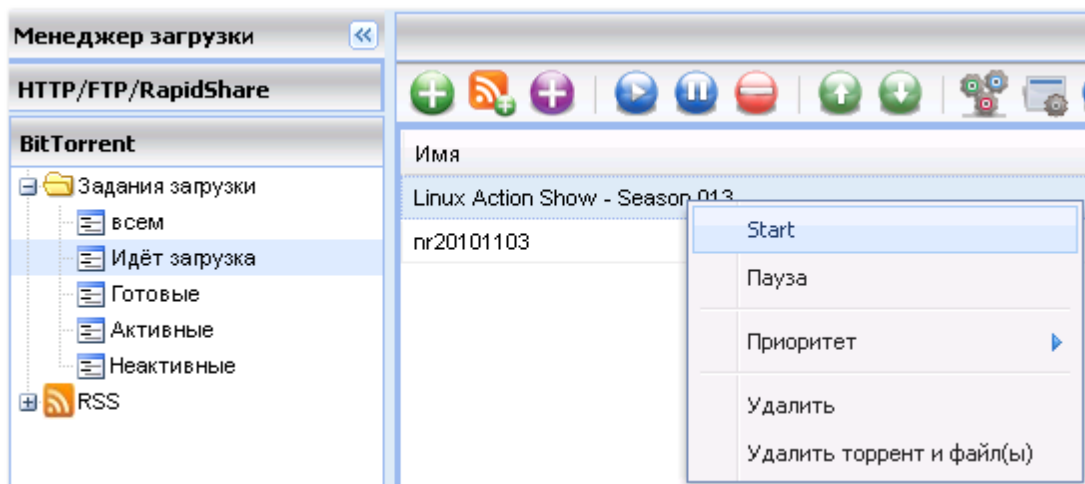 Менеджер загрузки
HTTP/FTP/RapidShare
BitTorrent
Задания загрузки
всем
Идёт загрузка
Готовые
Активные
Неактивные
RSS
Имя
Linux Action Show - Season 013
nr20101103
Start
Пауза
Приоритет
Удалить
Удалить торрент и файл(ы)